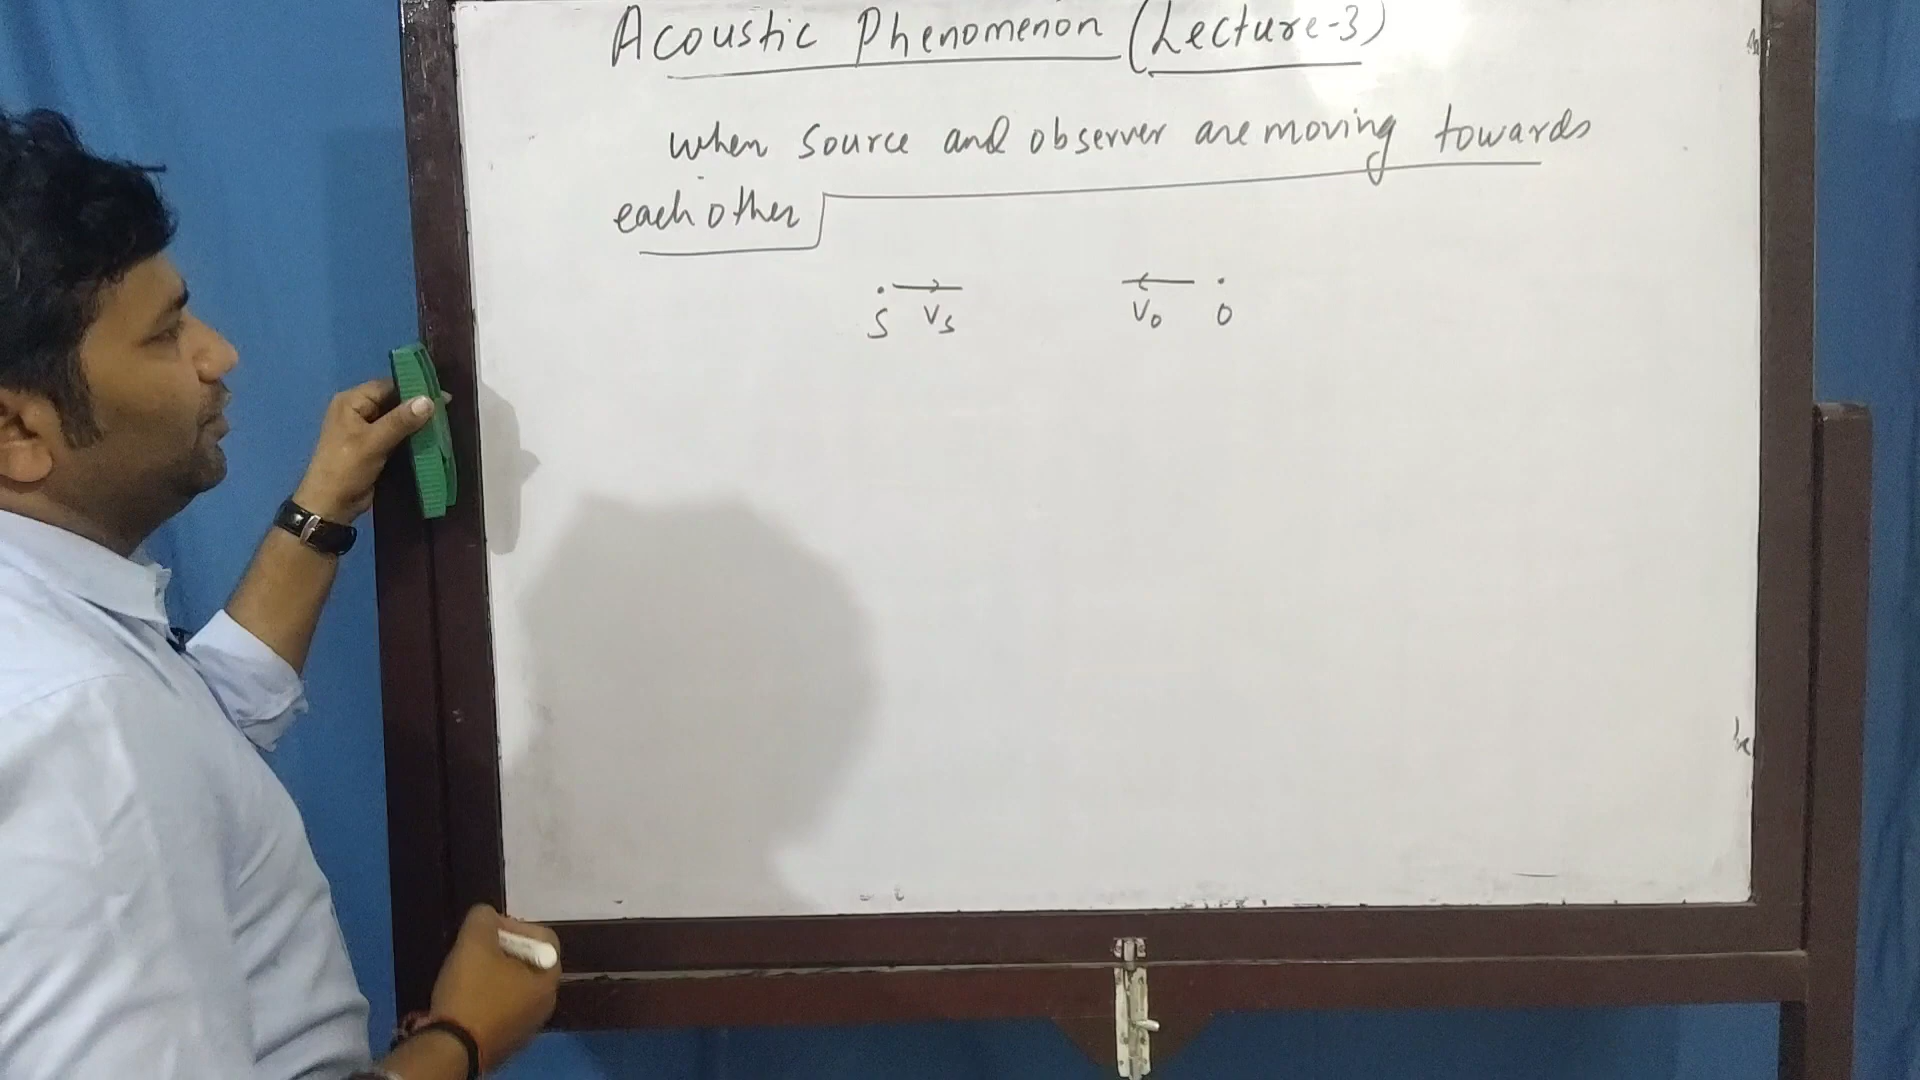 Acoustic Phenomenon (Lecture-3)
when source and observer are moving towards
each other
S Vs Vo O